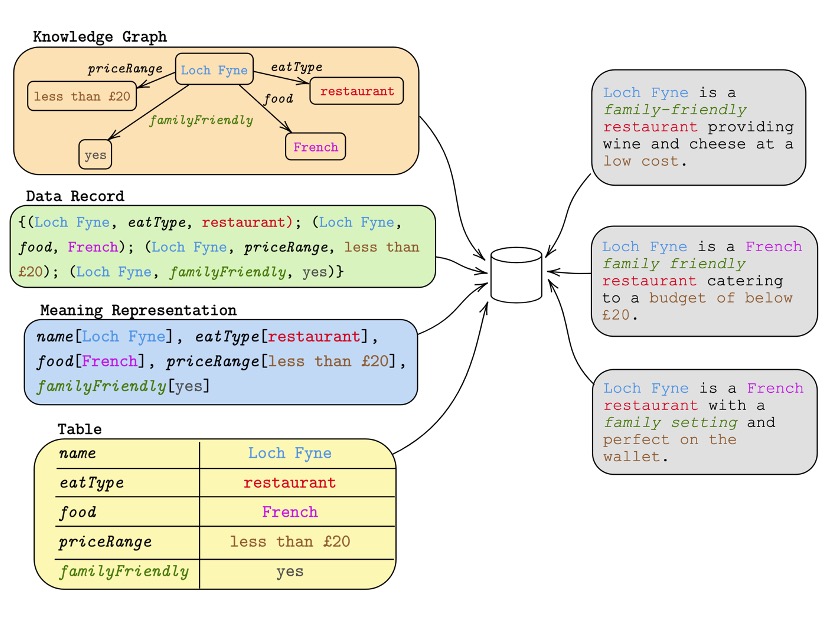 Knowledge Graph
priceRange
Loch Fyne
eatType
less than £20
food
restaurant
familyFriendly
yes
French
Data Record
{(Loch Fyne, eatType, restaurant); (Loch Fyne,
food, French); (Loch Fyne, priceRange, less than
£20); (Loch Fyne, familyFriendly, yes)}
Meaning Representation
name[Loch Fyne], eatType[restaurant],
food[French], priceRange[less than £20],
familyFriendly[yes]
Table
name Loch Fyne
eatType restaurant
food French
priceRange less than £20
familyFriendly yes
Loch Fyne is a
family-friendly
restaurant providing
wine and cheese at a
low cost.
Loch Fyne is a French
family friendly
restaurant catering
to a budget of below
£20.
Loch Fyne is a French
restaurant with a
family setting and
perfect on the
wallet.